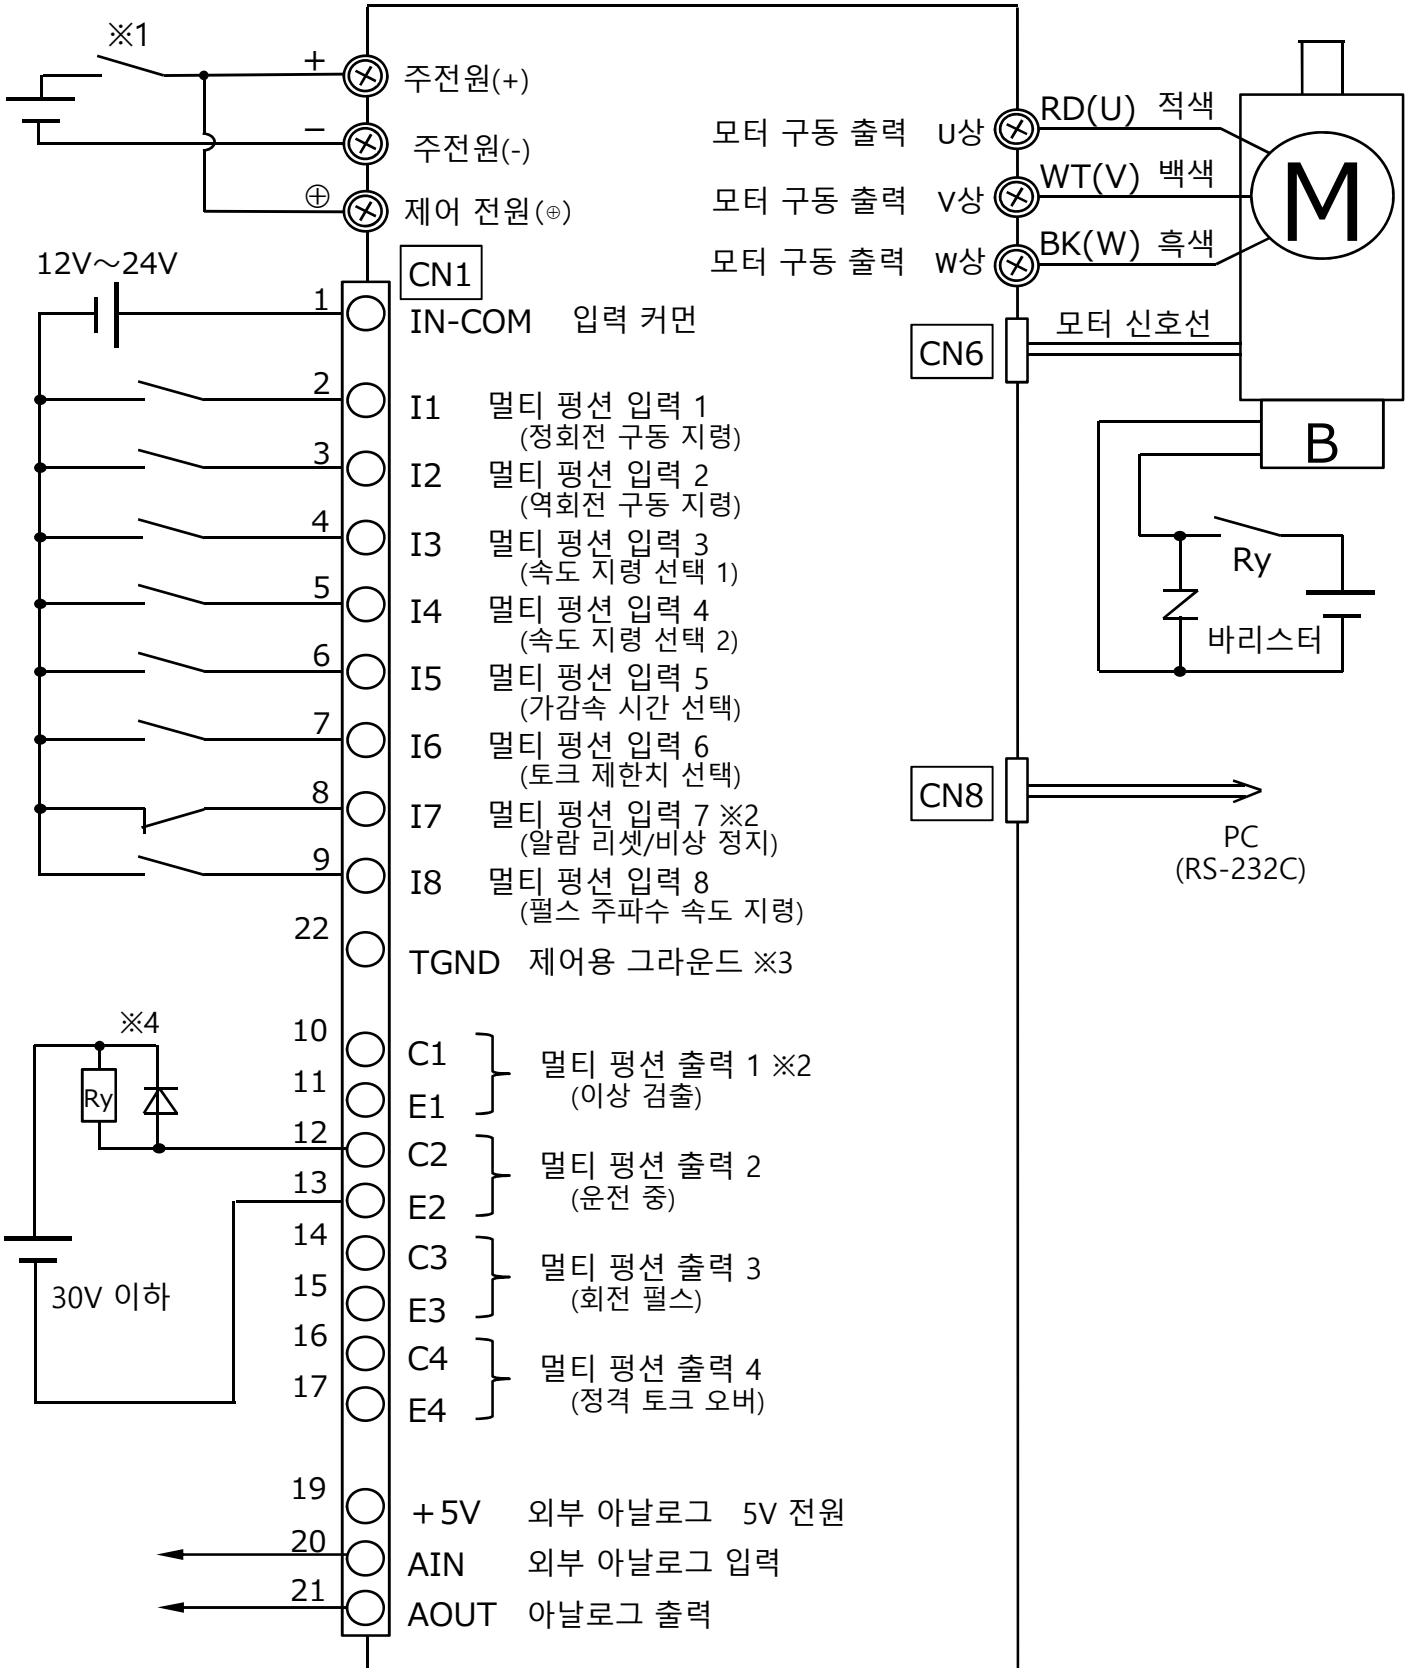 ※1
+
주전원(+)
−
주전원(-)
⊕
제어 전원(⊕)
모터 구동 출력 U상
RD(U) 적색
모터 구동 출력 V상
WT(V) 백색
모터 구동 출력 W상
BK(W) 흑색
M
B
CN6
모터 신호선
Ry
바리스터
CN8
PC
(RS-232C)
12V～24V
CN1
1 IN-COM 입력 커먼
2 I1 멀티 펑션 입력 1
(정회전 구동 지령)
3 I2 멀티 펑션 입력 2
(역회전 구동 지령)
4 I3 멀티 펑션 입력 3
(속도 지령 선택 1)
5 I4 멀티 펑션 입력 4
(속도 지령 선택 2)
6 I5 멀티 펑션 입력 5
(가감속 시간 선택)
7 I6 멀티 펑션 입력 6
(토크 제한치 선택)
8 I7 멀티 펑션 입력 7 ※2
(알람 리셋/비상 정지)
9 I8 멀티 펑션 입력 8
(펄스 주파수 속도 지령)
22 TGND 제어용 그라운드 ※3
※4
Ry
30V 이하
10 C1
멀티 펑션 출력 1 ※2
(이상 검출)
11 E1
12 C2
멀티 펑션 출력 2
(운전 중)
13 E2
14 C3
멀티 펑션 출력 3
(회전 펄스)
15 E3
16 C4
멀티 펑션 출력 4
(정격 토크 오버)
17 E4
19 +5V 외부 아날로그 5V 전원
20 AIN 외부 아날로그 입력
21 AOUT 아날로그 출력